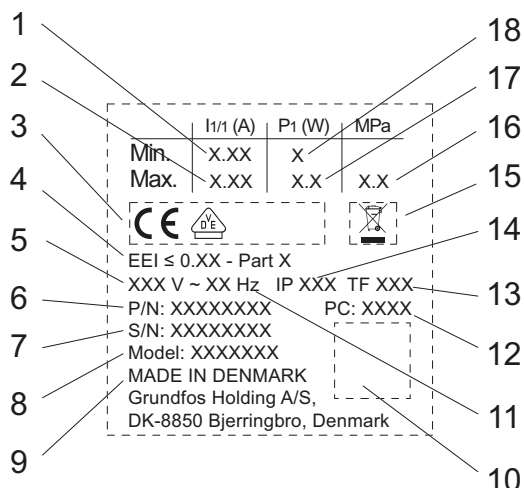 1
2
3
4
5
6
7
8
9
18
17
16
15
14
13
12
11
10
I1/1 (A) P1 (W) MPa
Min. X.XX X
Max. X.XX X.X X.X
CE DVE
EEI ≤ 0.XX - Part X
XXX V ~ XX Hz IP XXX TF XXX
P/N: XXXXXXXX PC: XXXX
S/N: XXXXXXXX
Model: XXXXXXX
MADE IN DENMARK
Grundfos Holding A/S,
DK-8850 Bjerringbro, Denmark